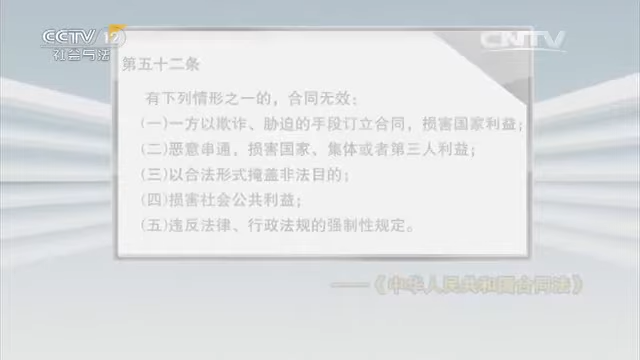 CCTV 12
社会与法
CNTV
第五十二条
有下列情形之一的，合同无效：
(一)一方以欺诈、胁迫的手段订立合同，损害国家利益；
(二)恶意串通，损害国家、集体或者第三人利益；
(三)以合法形式掩盖非法目的；
(四)损害社会公共利益；
(五)违反法律、行政法规的强制性规定。
——《中华人民共和国合同法》